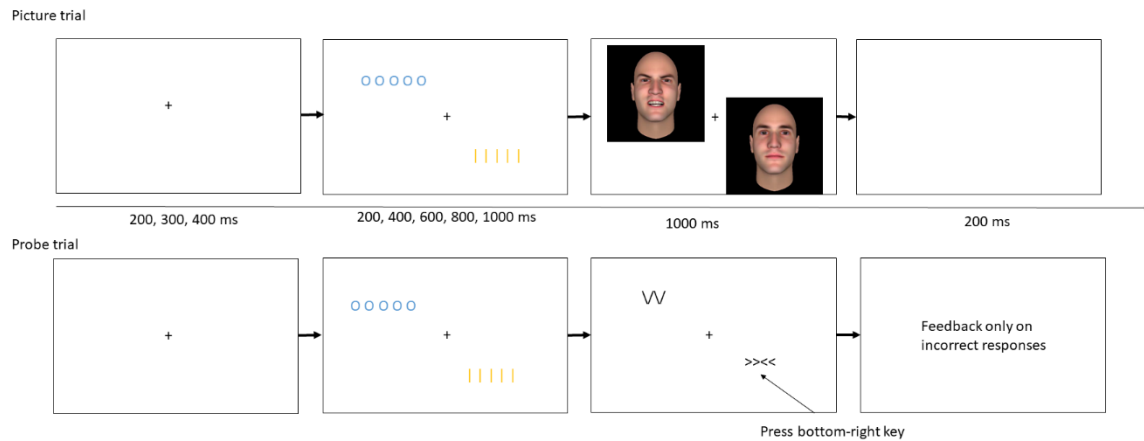 Picture trial
+
O O O O O
+
| | | | |
+
200, 300, 400 ms
200, 400, 600, 800, 1000 ms
1000 ms
200 ms
Probe trial
+
O O O O O
+
| | | | |
\/\/
+
>><<
Feedback only on
incorrect responses
Press bottom-right key